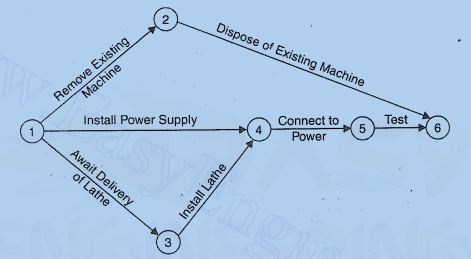 2
Remove Existing
Machine
Dispose of Existing Machine
1
Install Power Supply
4
Connect to
Power
5
Test
6
Await Delivery
of Lathe
Install Lathe
3